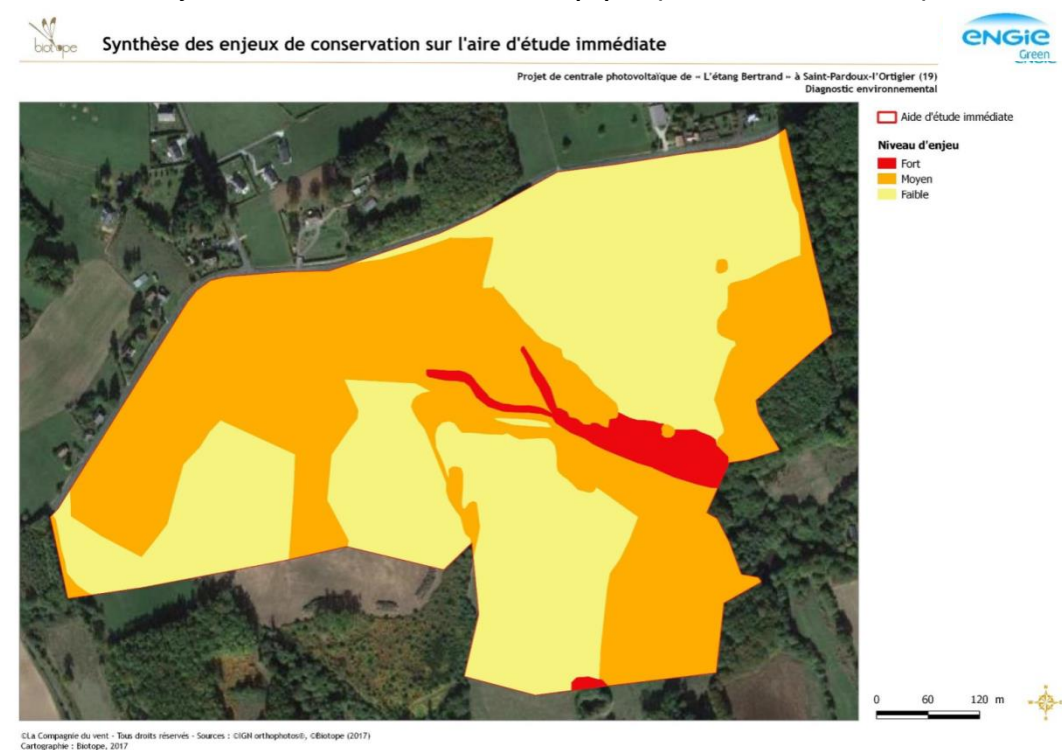 biotope
Synthèse des enjeux de conservation sur l'aire d'étude immédiate
ENGIE
Green
Projet de centrale photovoltaïque de « L'étang Bertrand » à Saint-Pardoux-l'Ortigier (19)
Diagnostic environnemental
Aide d'étude immédiate
Niveau d'enjeu
Fort
Moyen
Faible
0 60 120 m
©La Compagnie du vent - Tous droits réservés - Sources : ©IGN orthophotos®, ©Biotope (2017)
Cartographie : Biotope, 2017